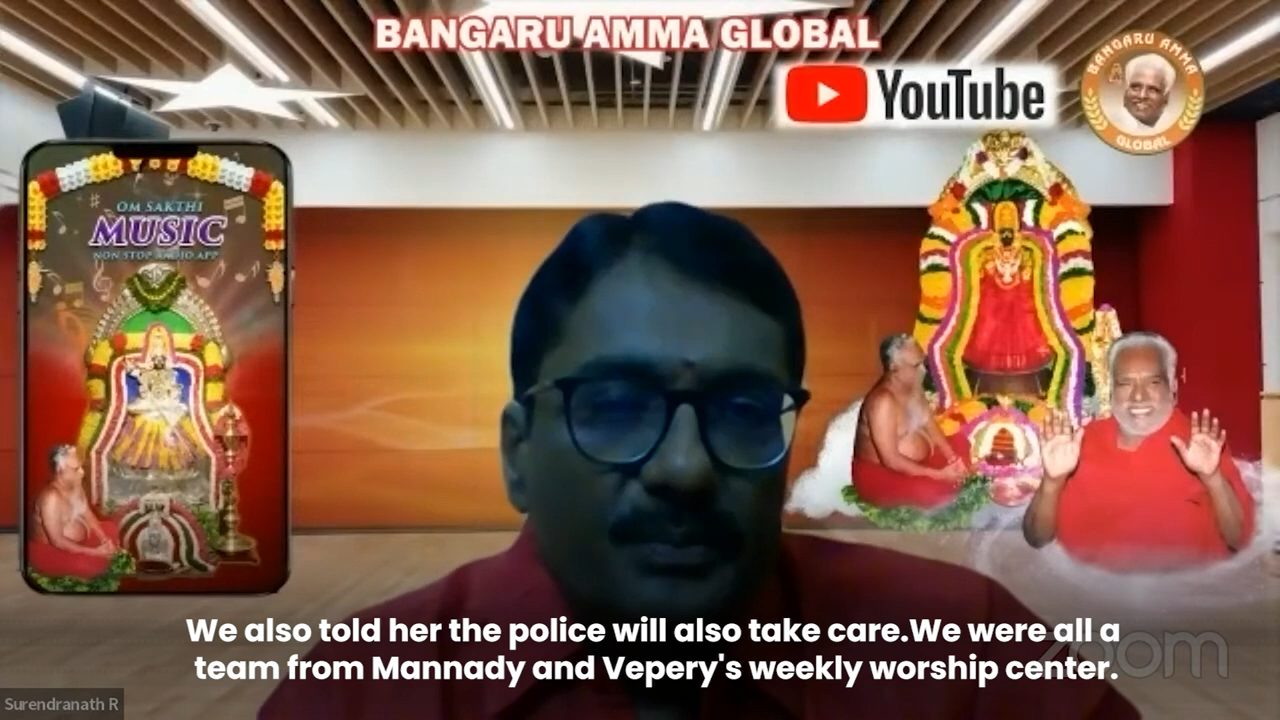 BANGARU AMMA GLOBAL
YouTube
BANGARU AMMA
GLOBAL
OM SAKTHI
MUSIC
NON STOP RADIO APP
We also told her the police will also take care.We were all a
team from Mannady and Vepery's weekly worship center.
zoom
Surendranath R